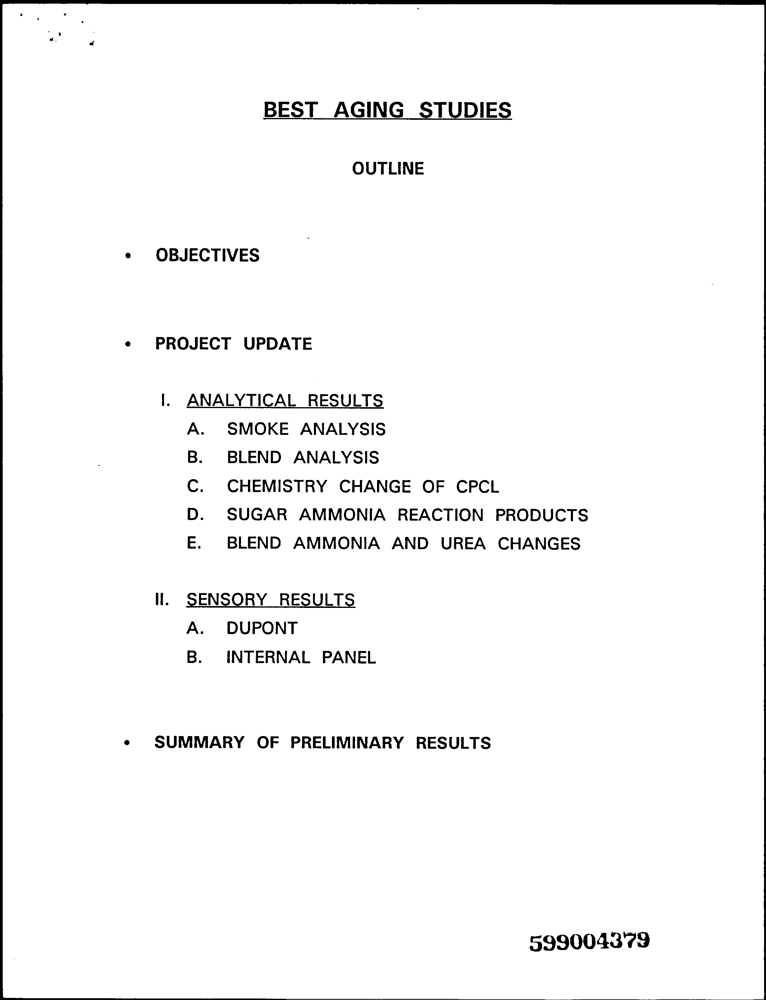 BEST AGING STUDIES
OUTLINE
• OBJECTIVES
• PROJECT UPDATE
I. ANALYTICAL RESULTS
A. SMOKE ANALYSIS
B. BLEND ANALYSIS
C. CHEMISTRY CHANGE OF CPCL
D. SUGAR AMMONIA REACTION PRODUCTS
E. BLEND AMMONIA AND UREA CHANGES
II. SENSORY RESULTS
A. DUPONT
B. INTERNAL PANEL
• SUMMARY OF PRELIMINARY RESULTS
599004379